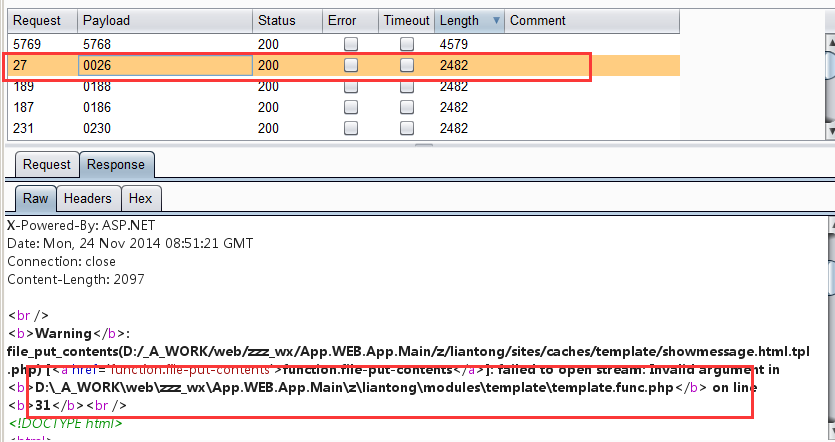 Request Payload Status Error Timeout Length Comment
5769 5768 200 4579
27 0026 200 2482
189 0188 200 2482
187 0186 200 2482
231 0230 200 2482
Request Response
Raw Headers Hex
X-Powered-By: ASP.NET
Date: Mon, 24 Nov 2014 08:51:21 GMT
Connection: close
Content-Length: 2097
<br />
<b>Warning</b>:
file_put_contents(D:/_A_WORK/web/zzz_wx/App.WEB.App.Main/z/liantong/sites/caches/template/showmessage.html.tpl
.php) [<a href='function.file-put-contents'>function.file-put-contents</a>]: failed to open stream: Invalid argument in
<b>D:\_A_WORK\web\zzz_wx\App.WEB.App.Main\z\liantong\modules\template\template.func.php</b> on line
<b>31</b><br />
<!DOCTYPE html>
<html>